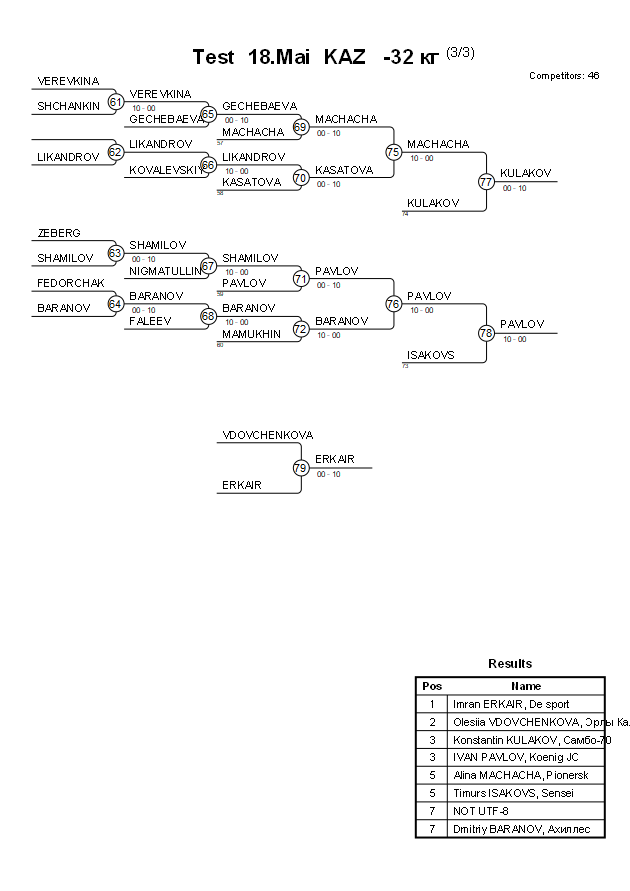 Test 18.Mai KAZ -32 кг (3/3)
Competitors: 46
VEREVKINA
SHCHANKIN
61
VEREVKINA
10 - 00
GECHEBAEVA
65
GECHEBAEVA
00 - 10
MACHACHA
57
69
MACHACHA
00 - 10
LIKANDROV
62
LIKANDROV
KOVALEVSKIY
66
LIKANDROV
10 - 00
KASATOVA
58
70
KASATOVA
00 - 10
75
MACHACHA
10 - 00
KULAKOV
74
77
KULAKOV
00 - 10
ZEBERG
SHAMILOV
63
SHAMILOV
00 - 10
NIGMATULLIN
67
SHAMILOV
10 - 00
PAVLOV
59
71
PAVLOV
00 - 10
FEDORCHAK
BARANOV
64
BARANOV
00 - 10
FALEEV
68
BARANOV
10 - 00
MAMUKHIN
60
72
BARANOV
10 - 00
76
PAVLOV
10 - 00
ISAKOVS
73
78
PAVLOV
10 - 00
VDOVCHENKOVA
ERKAIR
79
ERKAIR
00 - 10
Results
Pos Name
1 Imran ERKAIR, De sport
2 Olesiia VDOVCHENKOVA, Орлы Ка.
3 Konstantin KULAKOV, Самбо-70
3 IVAN PAVLOV, Koenig JC
5 Alina MACHACHA, Pionersk
5 Timurs ISAKOVS, Sensei
7 NOT UTF-8
7 Dmitriy BARANOV, Ахиллес